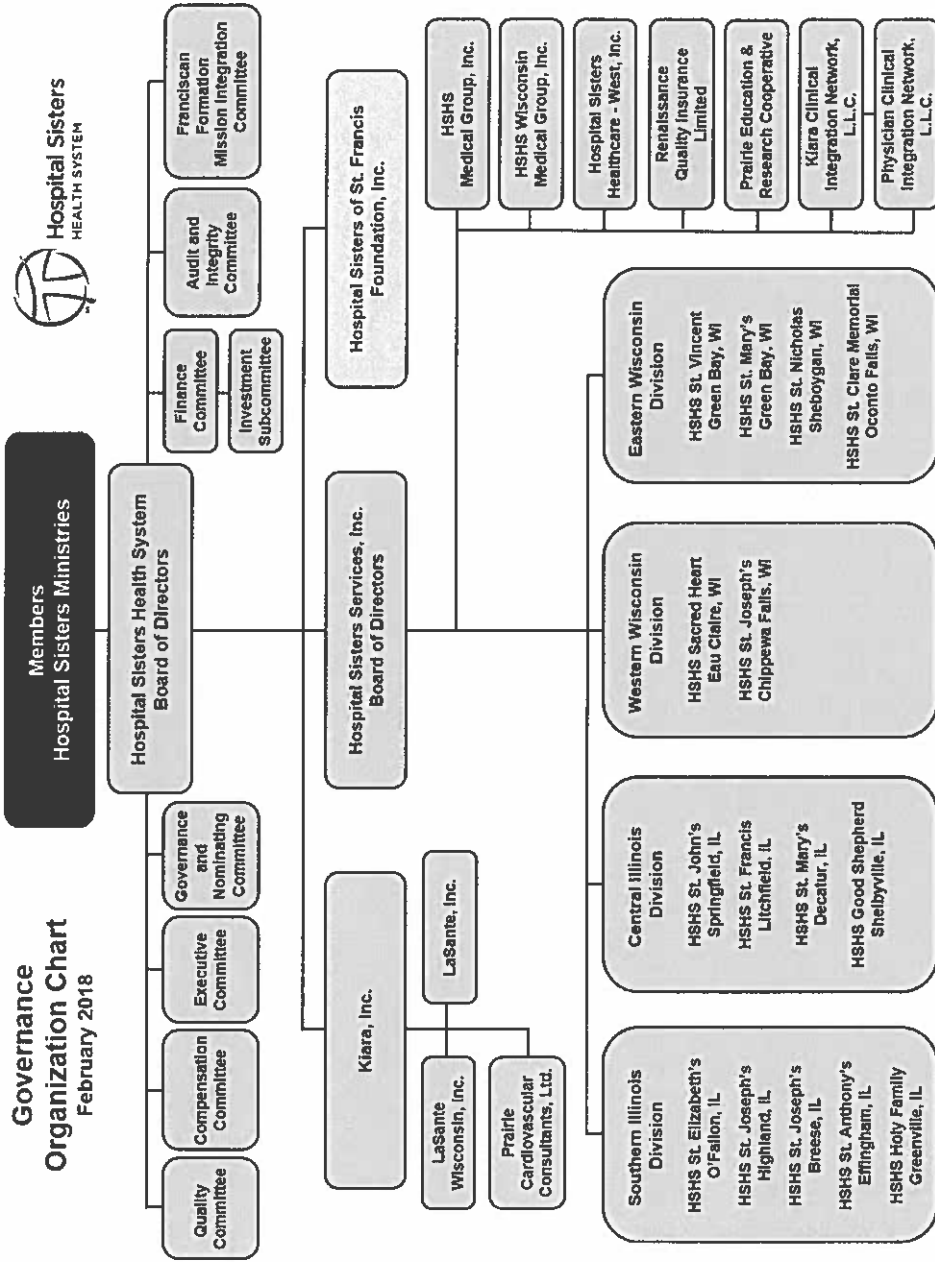 Governance
Organization Chart
February 2018
Members
Hospital Sisters Ministries
Hospital Sisters
HEALTH SYSTEM
Hospital Sisters Health System
Board of Directors
Quality
Committee
Compensation
Committee
Executive
Committee
Governance
and
Nominating
Committee
Finance
Committee
Investment
Subcommittee
Audit and
Integrity
Committee
Franciscan
Formation
Mission Integration
Committee
Kiara, Inc.
Hospital Sisters Services, Inc.
Board of Directors
Hospital Sisters of St. Francis
Foundation, Inc.
LaSante
Wisconsin, Inc.
LaSante, Inc.
Prairie
Cardiovascular
Consultants, Ltd.
HSHS
Medical Group, Inc.
HSHS Wisconsin
Medical Group, Inc.
Hospital Sisters
Healthcare - West, Inc.
Renaissance
Quality Insurance
Limited
Prairie Education &
Research Cooperative
Kiara Clinical
Integration Network,
L.L.C.
Physician Clinical
Integration Network,
L.L.C.
Southern Illinois
Division
HSHS St. Elizabeth's
O'Fallon, IL
HSHS St. Joseph's
Highland, IL
HSHS St. Joseph's
Breese, IL
HSHS St. Anthony's
Effingham, IL
HSHS Holy Family
Greenville, IL
Central Illinois
Division
HSHS St. John's
Springfield, IL
HSHS St. Francis
Litchfield, IL
HSHS St. Mary's
Decatur, IL
HSHS Good Shepherd
Shelbyville, IL
Western Wisconsin
Division
HSHS Sacred Heart
Eau Claire, WI
HSHS St. Joseph's
Chippewa Falls, WI
Eastern Wisconsin
Division
HSHS St. Vincent
Green Bay, WI
HSHS St. Mary's
Green Bay, WI
HSHS St. Nicholas
Sheboygan, WI
HSHS St. Clare Memorial
Oconto Falls, WI